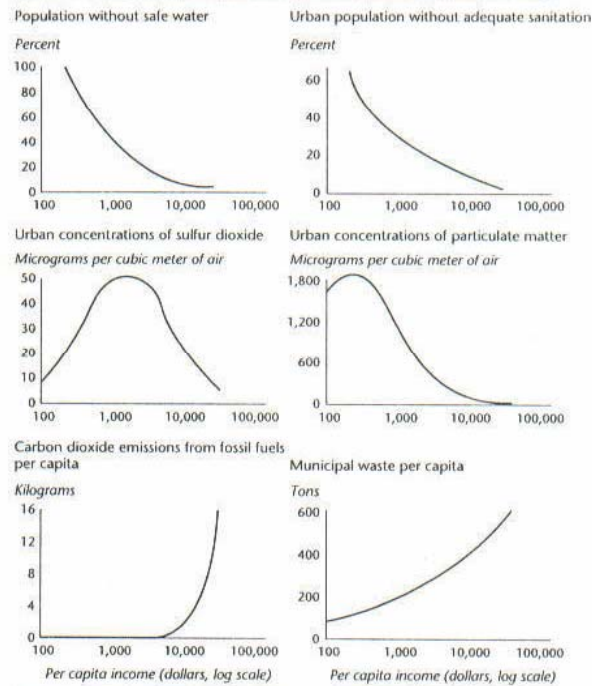 Population without safe water
Percent
100
80
60
40
20
0
100 1,000 10,000 100,000
Urban population without adequate sanitation
Percent
60
40
20
0
100 1,000 10,000 100,000
Urban concentrations of sulfur dioxide
Micrograms per cubic meter of air
50
40
30
20
10
0
100 1,000 10,000 100,000
Urban concentrations of particulate matter
Micrograms per cubic meter of air
1,800
1,200
600
0
100 1,000 10,000 100,000
Carbon dioxide emissions from fossil fuels
per capita
Kilograms
16
12
8
4
0
100 1,000 10,000 100,000
Per capita income (dollars, log scale)
Municipal waste per capita
Tons
600
400
200
0
100 1,000 10,000 100,000
Per capita income (dollars, log scale)